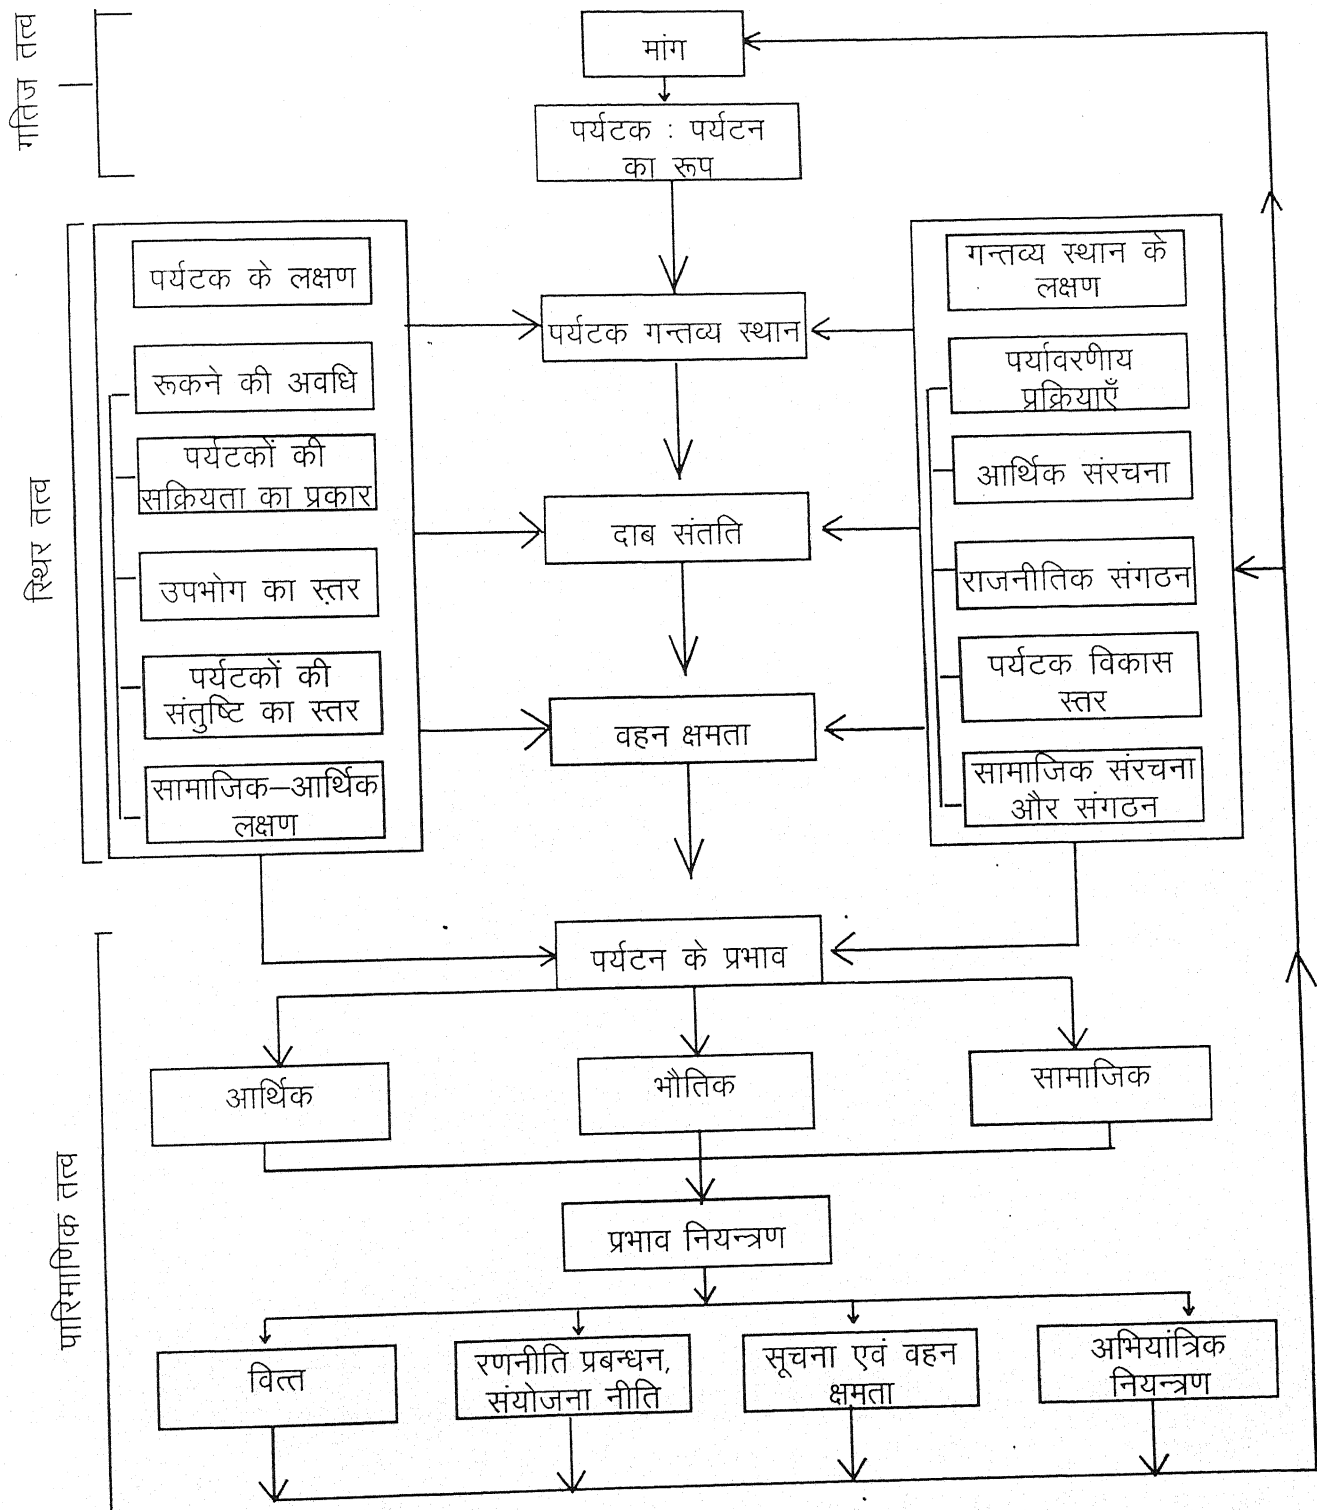 गतिज तत्व
मांग
पर्यटक : पर्यटन
का रूप
स्थिर तत्व
पर्यटक के लक्षण
रूकने की अवधि
पर्यटकों की
सक्रियता का प्रकार
उपभोग का स्तर
पर्यटकों की
संतुष्टि का स्तर
सामाजिक–आर्थिक
लक्षण
पर्यटक गन्तव्य स्थान
दाब संतति
वहन क्षमता
गन्तव्य स्थान के
लक्षण
पर्यावरणीय
प्रक्रियाएँ
आर्थिक संरचना
राजनीतिक संगठन
पर्यटक विकास
स्तर
सामाजिक संरचना
और संगठन
पारिमाणिक तत्व
पर्यटन के प्रभाव
आर्थिक
भौतिक
सामाजिक
प्रभाव नियन्त्रण
वित्त
रणनीति प्रबन्धन,
संयोजना नीति
सूचना एवं वहन
क्षमता
अभियांत्रिक
नियन्त्रण